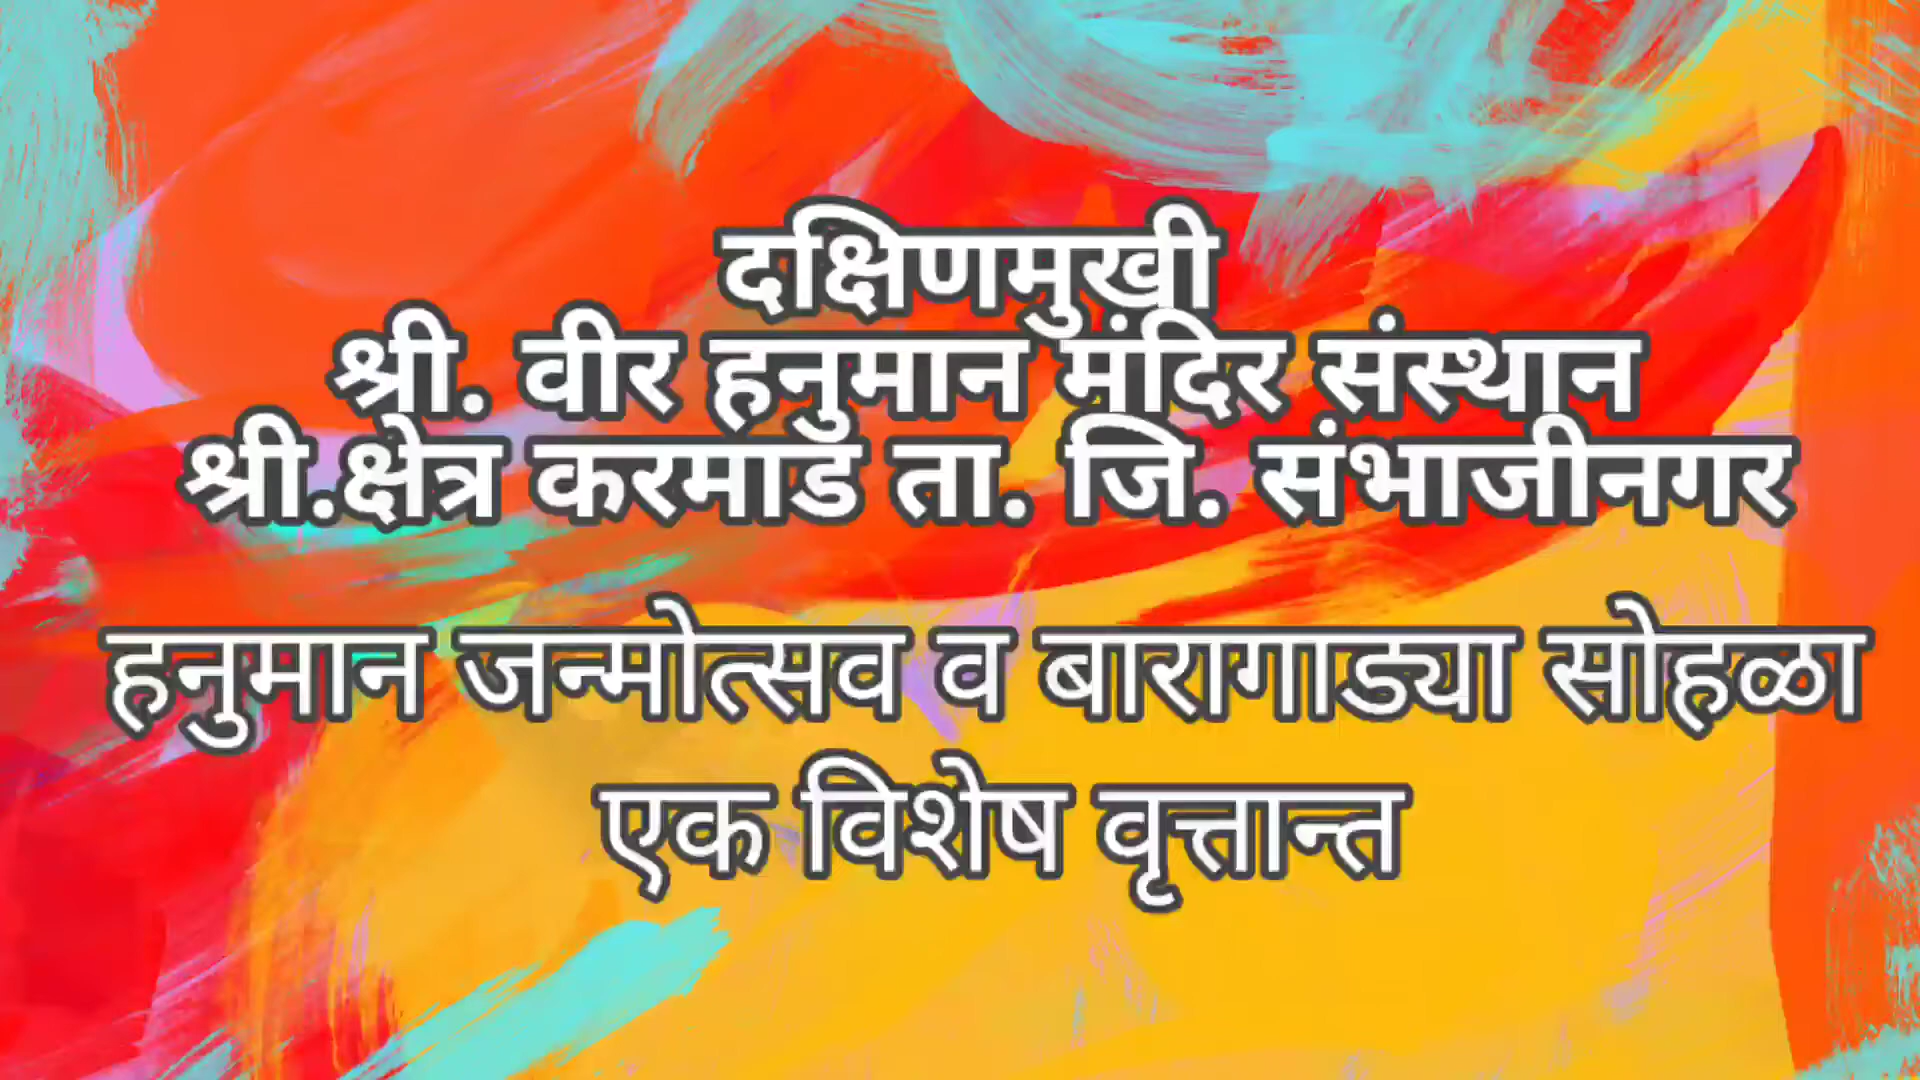 दक्षिणमुखी
श्री. वीर हनुमान मंदिर संस्थान
श्री.क्षेत्र करमाड ता. जि. संभाजीनगर
हनुमान जन्मोत्सव व बारागाड्या सोहळा
एक विशेष वृत्तान्त